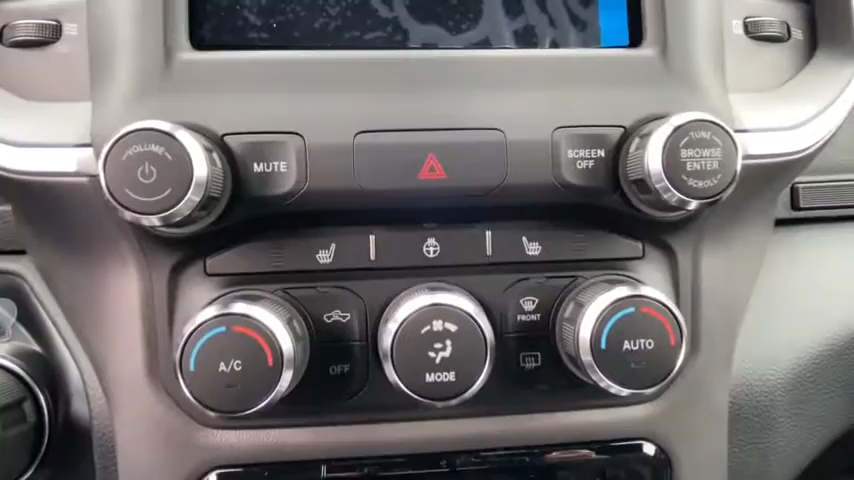 VOLUME
MUTE
SCREEN
OFF
TUNE
BROWSE
ENTER
SCROLL
A/C
OFF
MODE
FRONT
AUTO